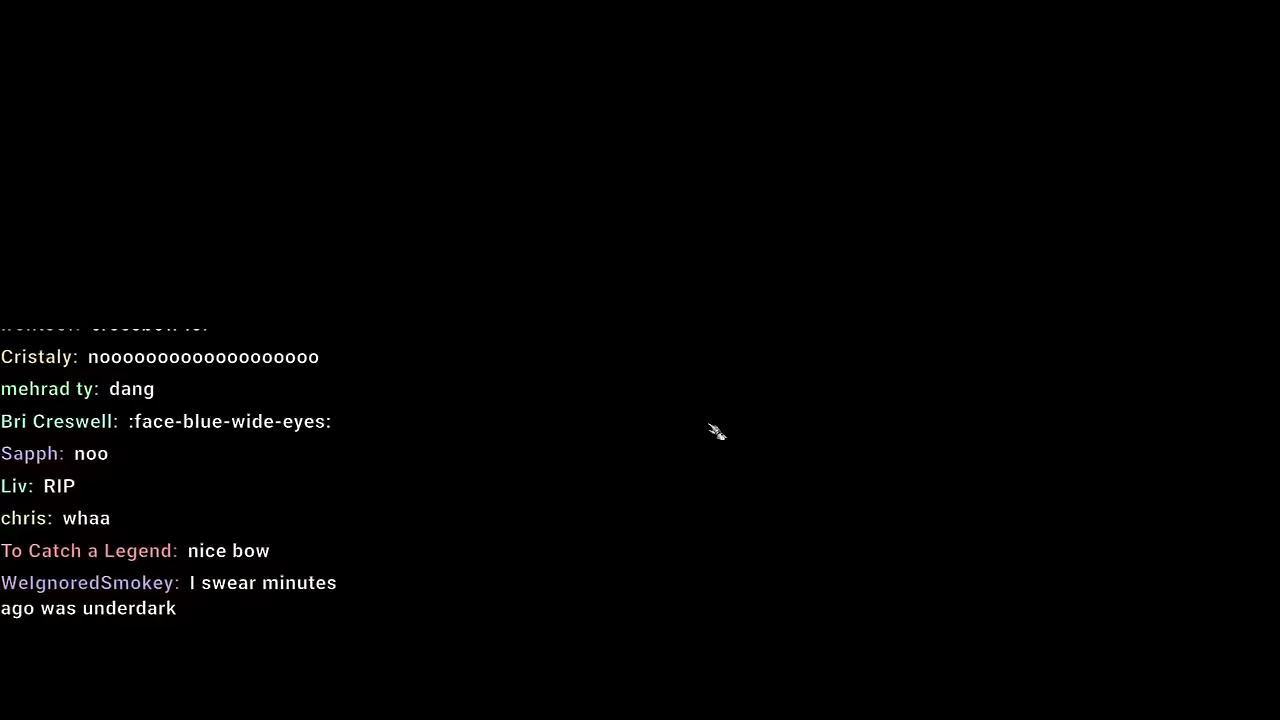 Cristaly: noooooooooooooooooooo
mehrad ty: dang
Bri Creswell: :face-blue-wide-eyes:
Sapph: noo
Liv: RIP
chris: whaa
To Catch a Legend: nice bow
WeIgnoredSmokey: I swear minutes
ago was underdark